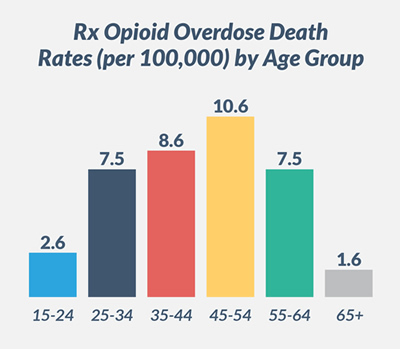 Rx Opioid Overdose Death
Rates (per 100,000) by Age Group
2.6
7.5
8.6
10.6
7.5
1.6
15-24 25-34 35-44 45-54 55-64 65+